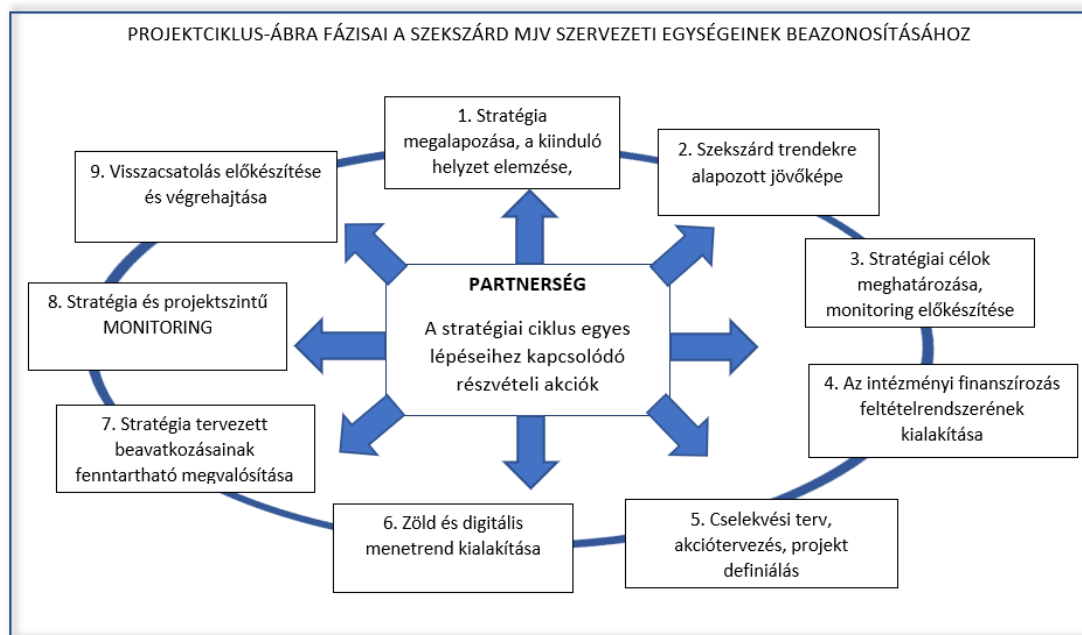 PROJEKTCIKLUS-ÁBRA FÁZISAI A SZEKSZÁRD MJV SZERVEZETI EGYSÉGEINEK BEAZONOSÍTÁSÁHOZ
1. Stratégia
megalapozása, a kiinduló
helyzet elemzése,
2. Szekszárd trendekre
alapozott jövőképe
3. Stratégiai célok
meghatározása,
monitoring előkészítése
4. Az intézményi finanszírozás
feltételrendszerének
kialakítása
5. Cselekvési terv,
akciótervezés, projekt
definiálás
6. Zöld és digitális
menetrend kialakítása
7. Stratégia tervezett
beavatkozásainak
fenntartható megvalósítása
8. Stratégia és projektszintű
MONITORING
9. Visszacsatolás előkészítése
és végrehajtása
PARTNERSÉG
A stratégiai ciklus egyes
lépéseihez kapcsolódó
részvételi akciók